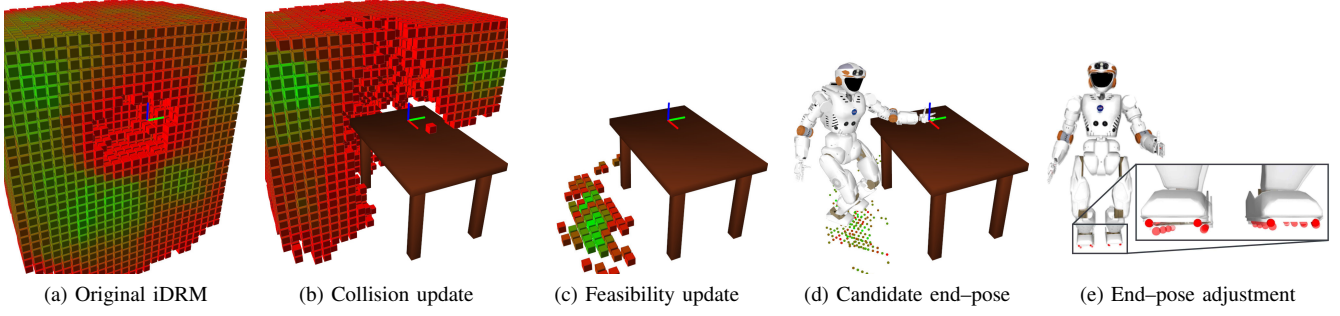 (a) Original iDRM
(b) Collision update
(c) Feasibility update
(d) Candidate end–pose
(e) End–pose adjustment